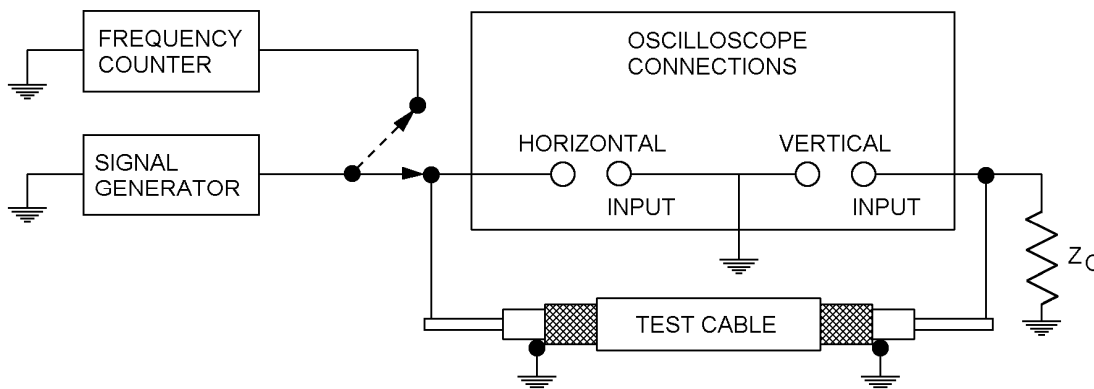 FREQUENCY
COUNTER
OSCILLOSCOPE
CONNECTIONS
SIGNAL
GENERATOR
HORIZONTAL
VERTICAL
INPUT
INPUT
TEST CABLE